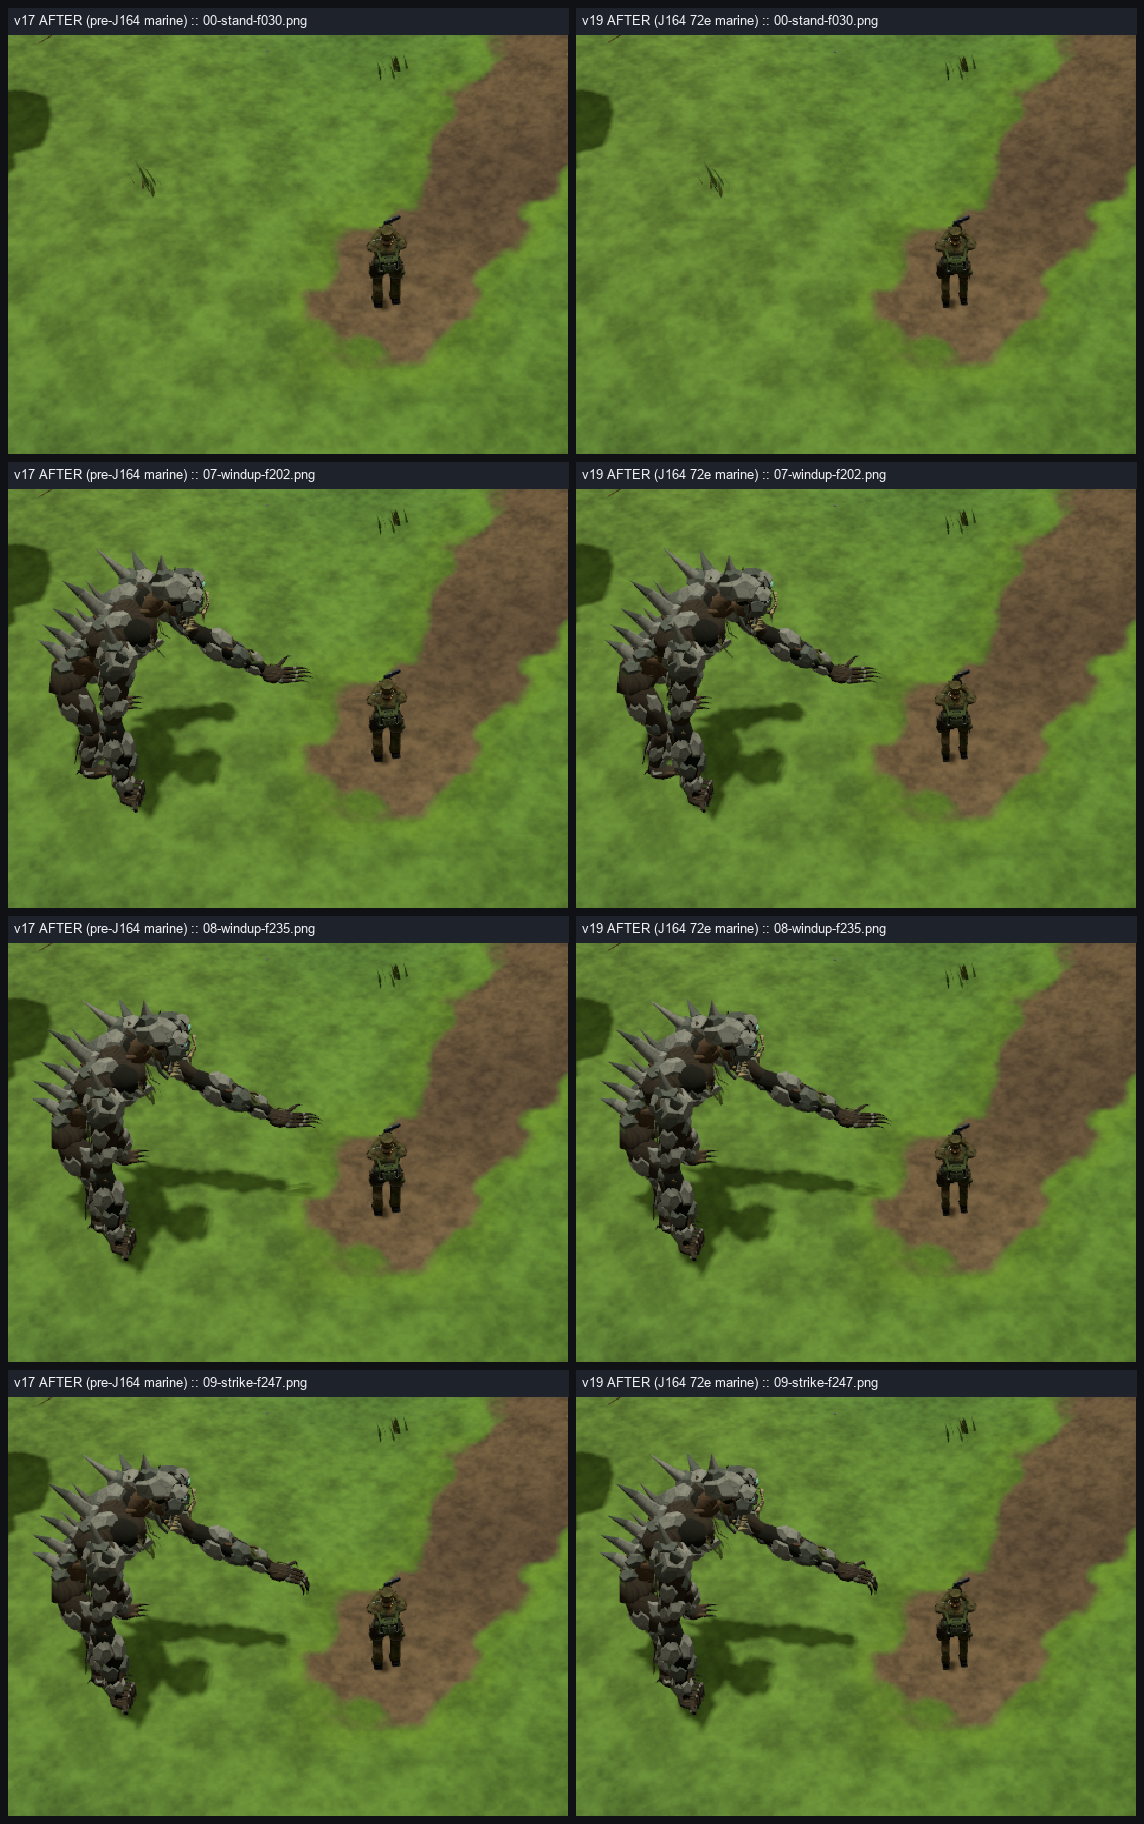 v17 AFTER (pre-J164 marine) :: 00-stand-f030.png
v19 AFTER (J164 72e marine) :: 00-stand-f030.png
v17 AFTER (pre-J164 marine) :: 07-windup-f202.png
v19 AFTER (J164 72e marine) :: 07-windup-f202.png
v17 AFTER (pre-J164 marine) :: 08-windup-f235.png
v19 AFTER (J164 72e marine) :: 08-windup-f235.png
v17 AFTER (pre-J164 marine) :: 09-strike-f247.png
v19 AFTER (J164 72e marine) :: 09-strike-f247.png